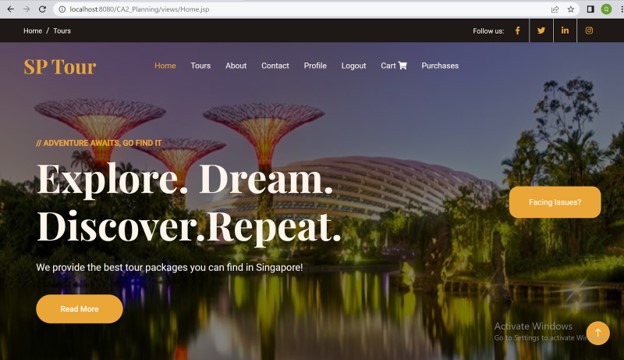 localhost:8080/CA2_Planning/views/Home.jsp
Home / Tours
Follow us:
SP Tour
Home Tours About Contact Profile Logout Cart Purchases
// ADVENTURE AWAITS, GO FIND IT
Explore. Dream.
Discover.Repeat.
Facing Issues?
We provide the best tour packages you can find in Singapore!
Read More
Activate Windows
Go to Settings to activate